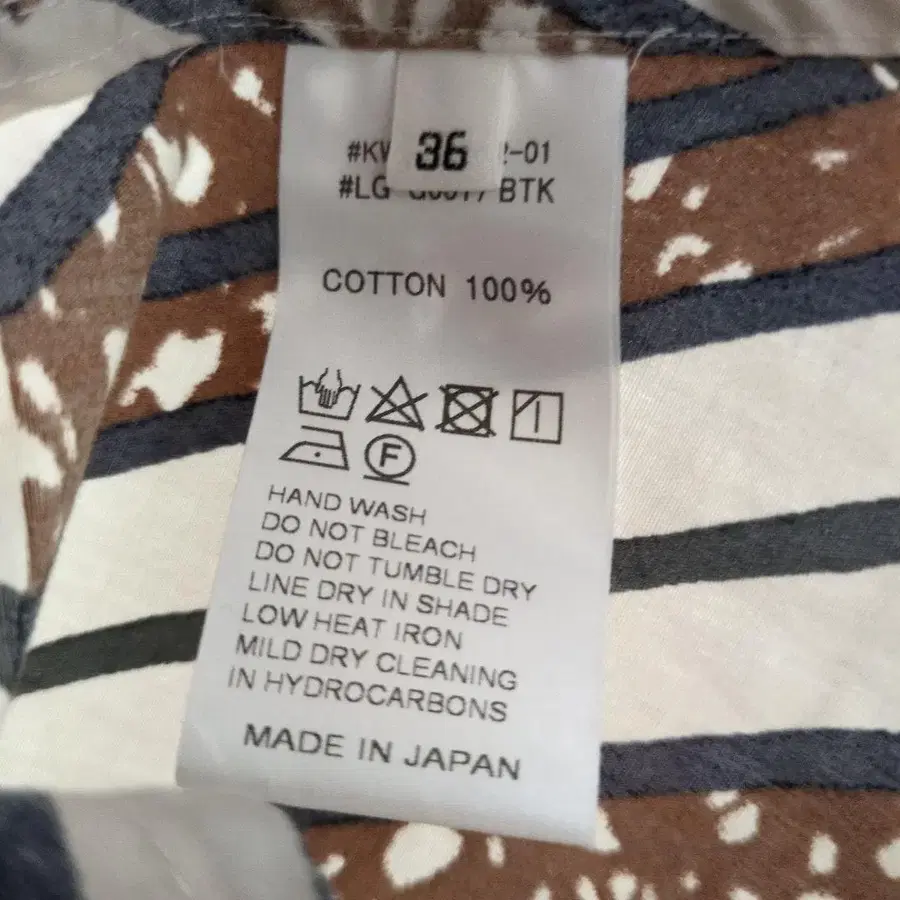 36
-01
#LG BTK
COTTON 100%
F
HAND WASH
DO NOT BLEACH
DO NOT TUMBLE DRY
LINE DRY IN SHADE
LOW HEAT IRON
MILD DRY CLEANING
IN HYDROCARBONS
MADE IN JAPAN